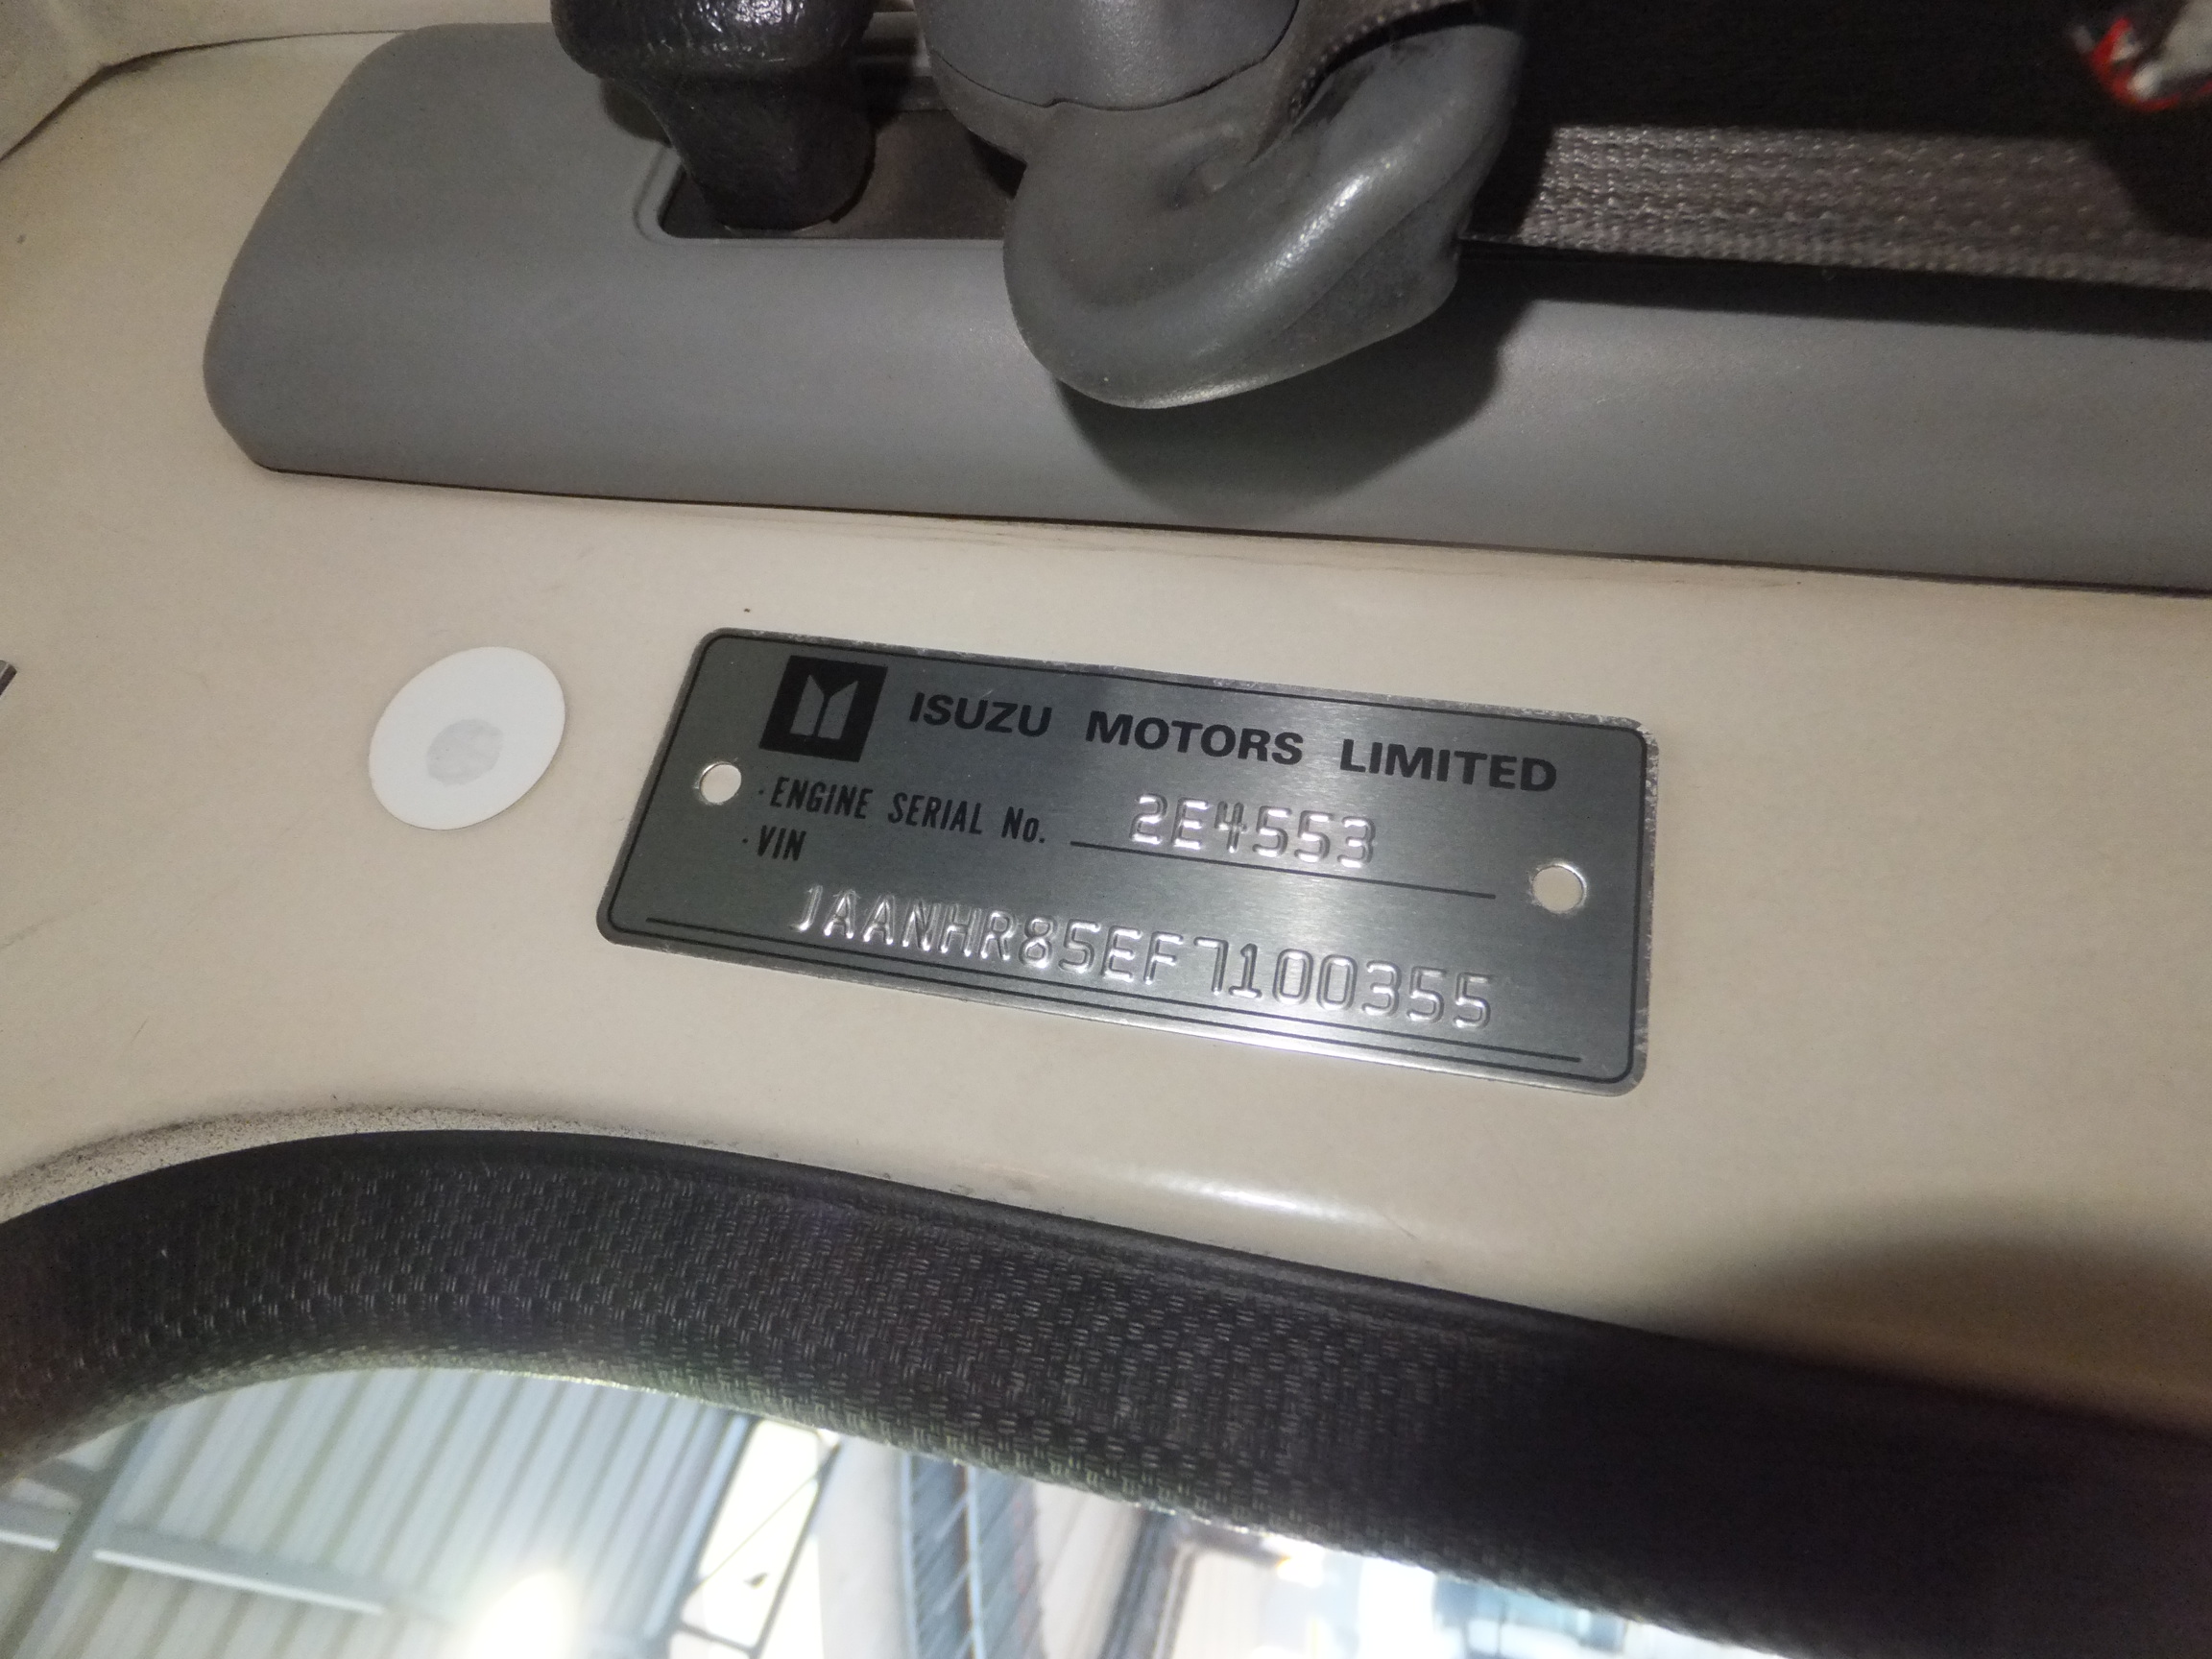 ISUZU MOTORS LIMITED
·ENGINE SERIAL No. 2E4553
·VIN
JAANHR85EF7100355